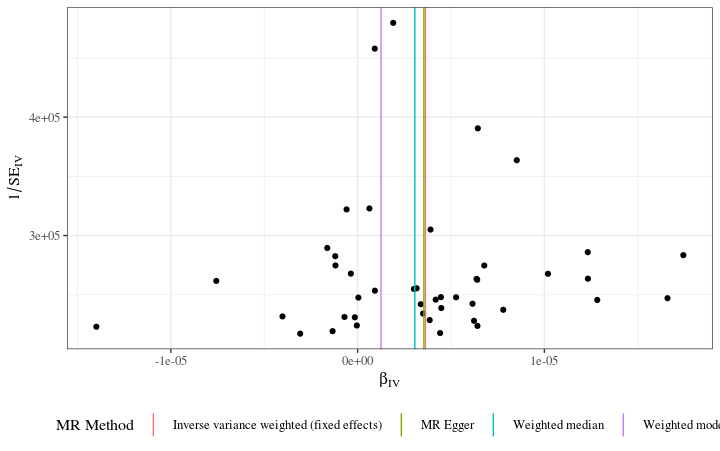 1/SE_IV
4e+05
3e+05
-1e-05 0e+00 1e-05
β_IV
MR Method Inverse variance weighted (fixed effects) MR Egger Weighted median Weighted mod